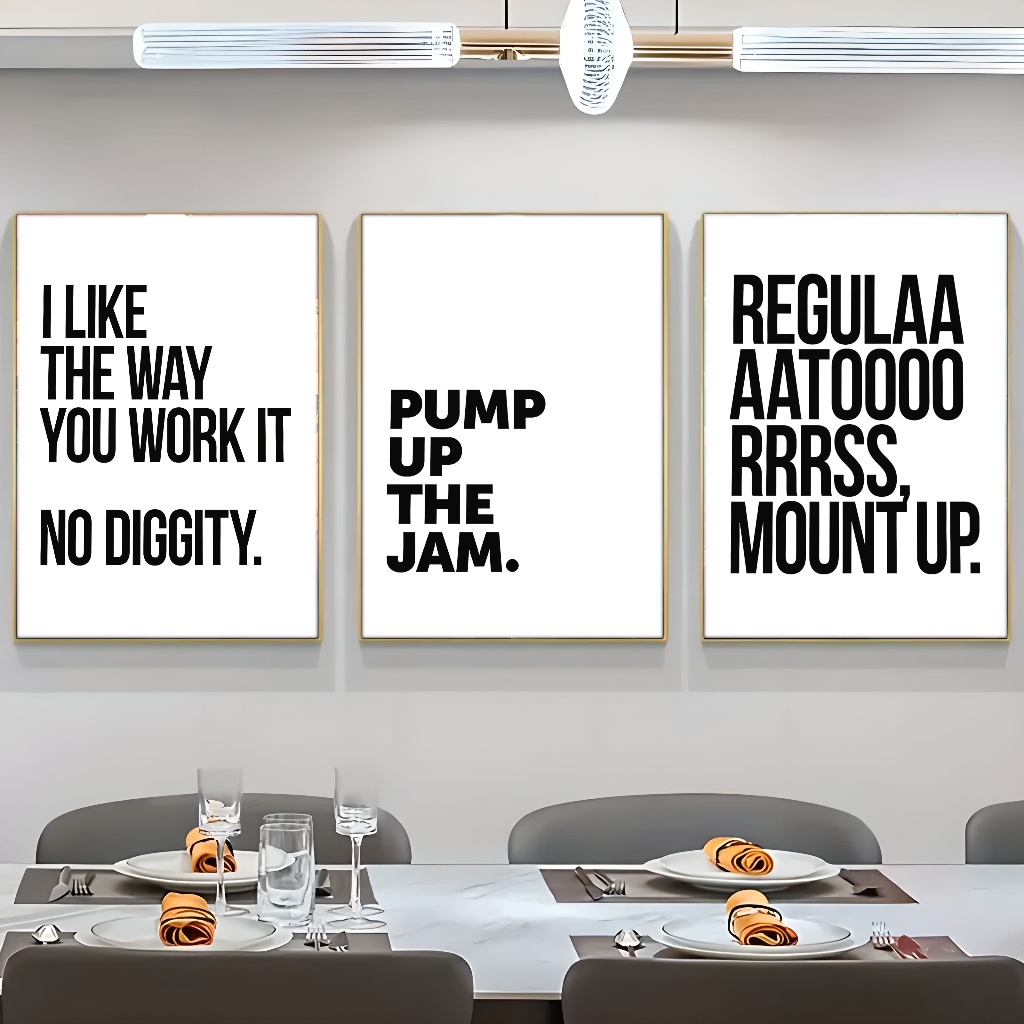 I LIKE
THE WAY
YOU WORK IT
NO DIGGITY.
PUMP
UP
THE
JAM.
REGULAA
AATOOOO
RRRSS,
MOUNT UP.